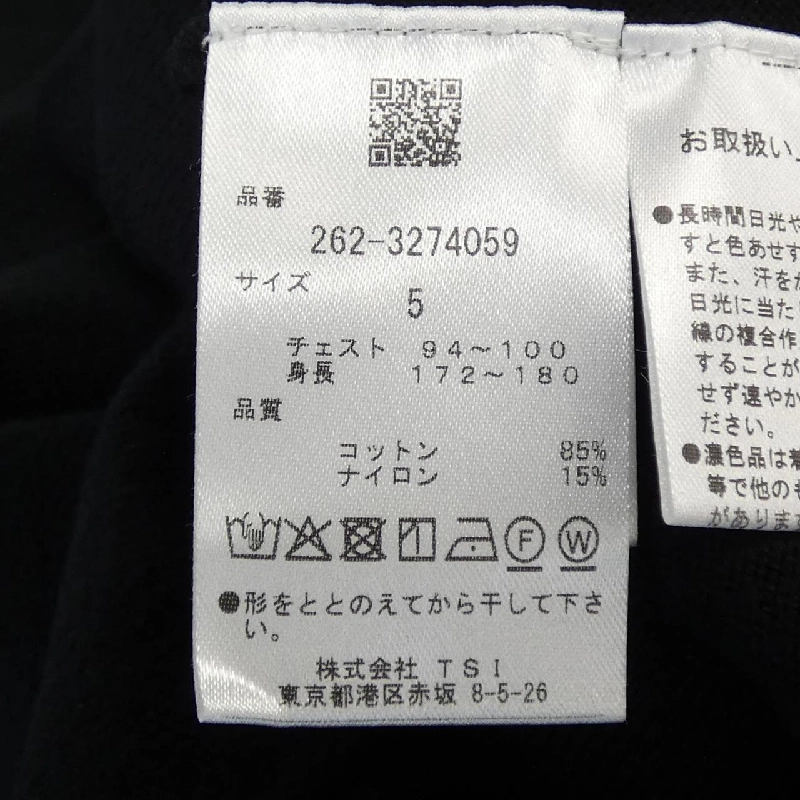 品番
262-3274059
サイズ
5
チェスト 94～100
身長 172～180
品質
コットン 85%
ナイロン 15%
F W
●形をととのえてから干して下さ
い。
株式会社 TSI
東京都港区赤坂 8-5-26
お取扱い
●長時間日光や
すと色あせす
また、汗をか
日光に当た
線の複合作
することが
せず速やか
ださい。
●濃色品は着
等で他のも
がありま